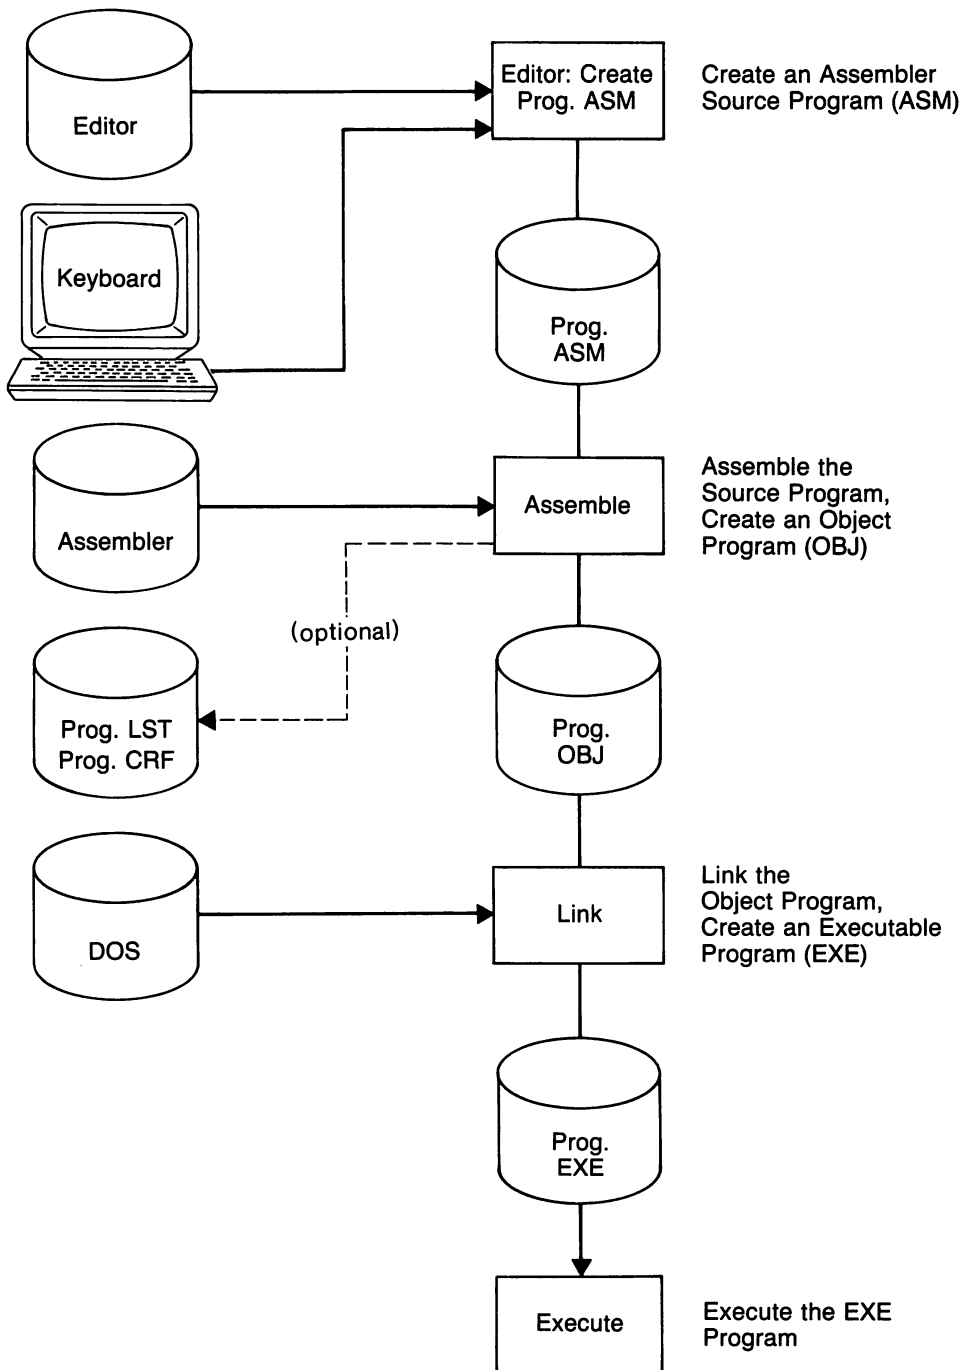 Editor
Editor: Create
Prog. ASM
Create an Assembler
Source Program (ASM)
Keyboard
Prog.
ASM
Assembler
Assemble
Assemble the
Source Program,
Create an Object
Program (OBJ)
(optional)
Prog. LST
Prog. CRF
Prog.
OBJ
DOS
Link
Link the
Object Program,
Create an Executable
Program (EXE)
Prog.
EXE
Execute
Execute the EXE
Program